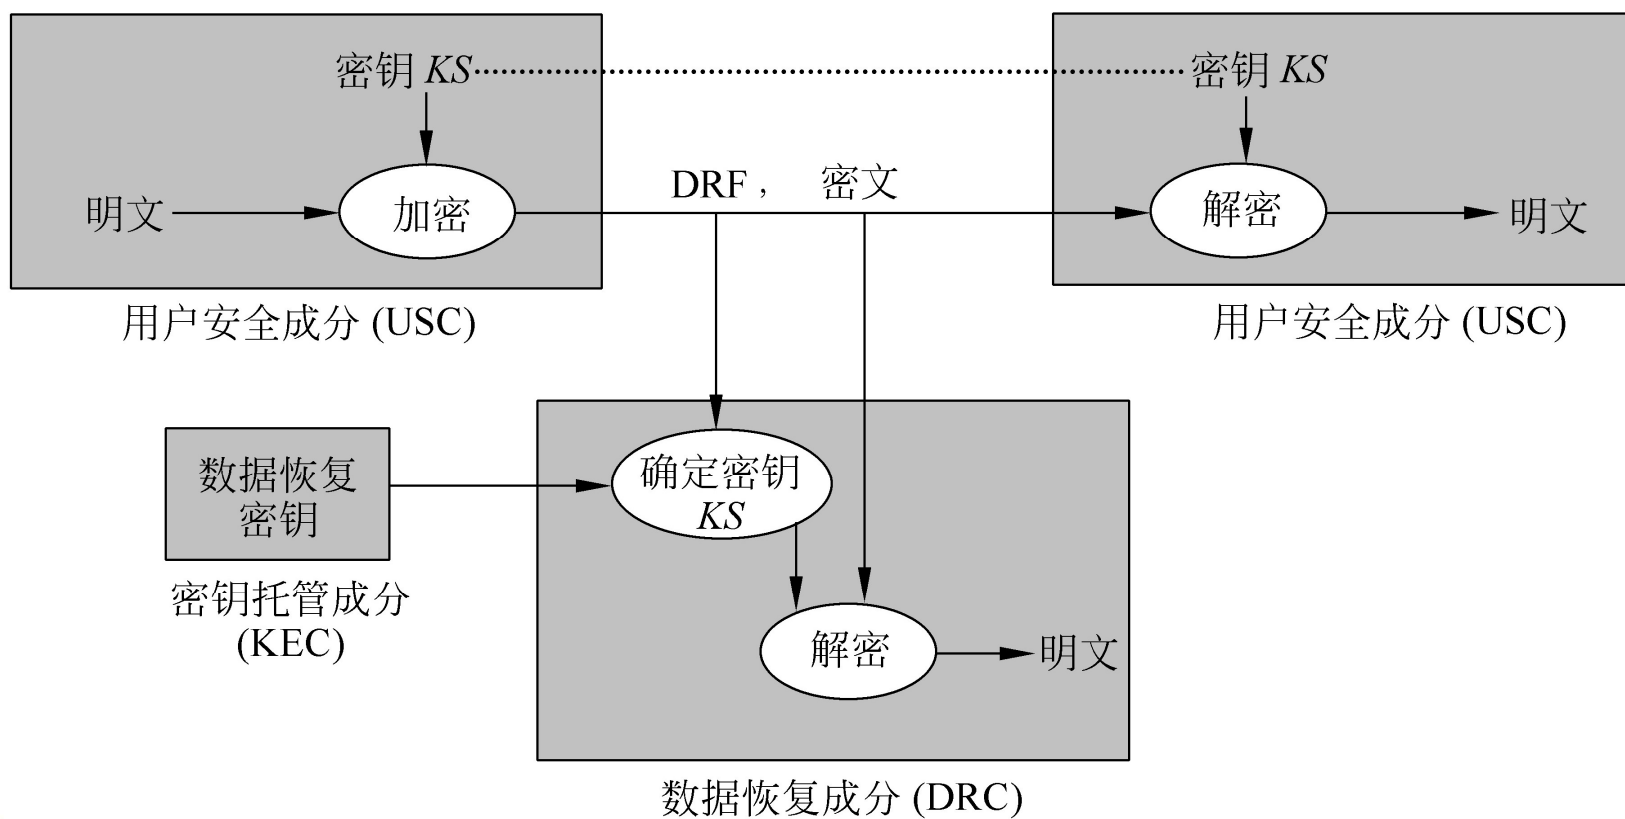 密钥 KS
密钥 KS
DRF， 密文
明文
加密
解密
明文
用户安全成分 (USC)
用户安全成分 (USC)
数据恢复
密钥
确定密钥
KS
密钥托管成分
(KEC)
解密
明文
数据恢复成分 (DRC)